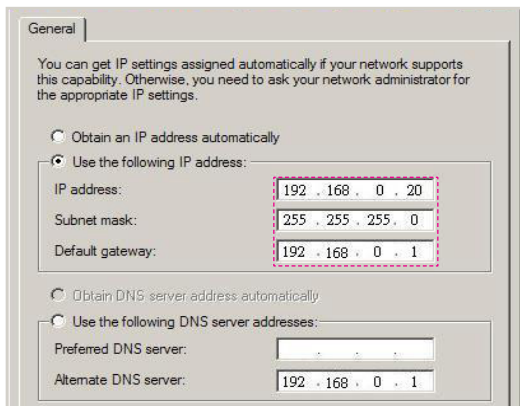 General
You can get IP settings assigned automatically if your network supports
this capability. Otherwise, you need to ask your network administrator for
the appropriate IP settings.
Obtain an IP address automatically
Use the following IP address:
IP address: 192 . 168 . 0 . 20
Subnet mask: 255 . 255 . 255 . 0
Default gateway: 192 . 168 . 0 . 1
Obtain DNS server address automatically
Use the following DNS server addresses:
Preferred DNS server: . . .
Alternate DNS server: 192 . 168 . 0 . 1